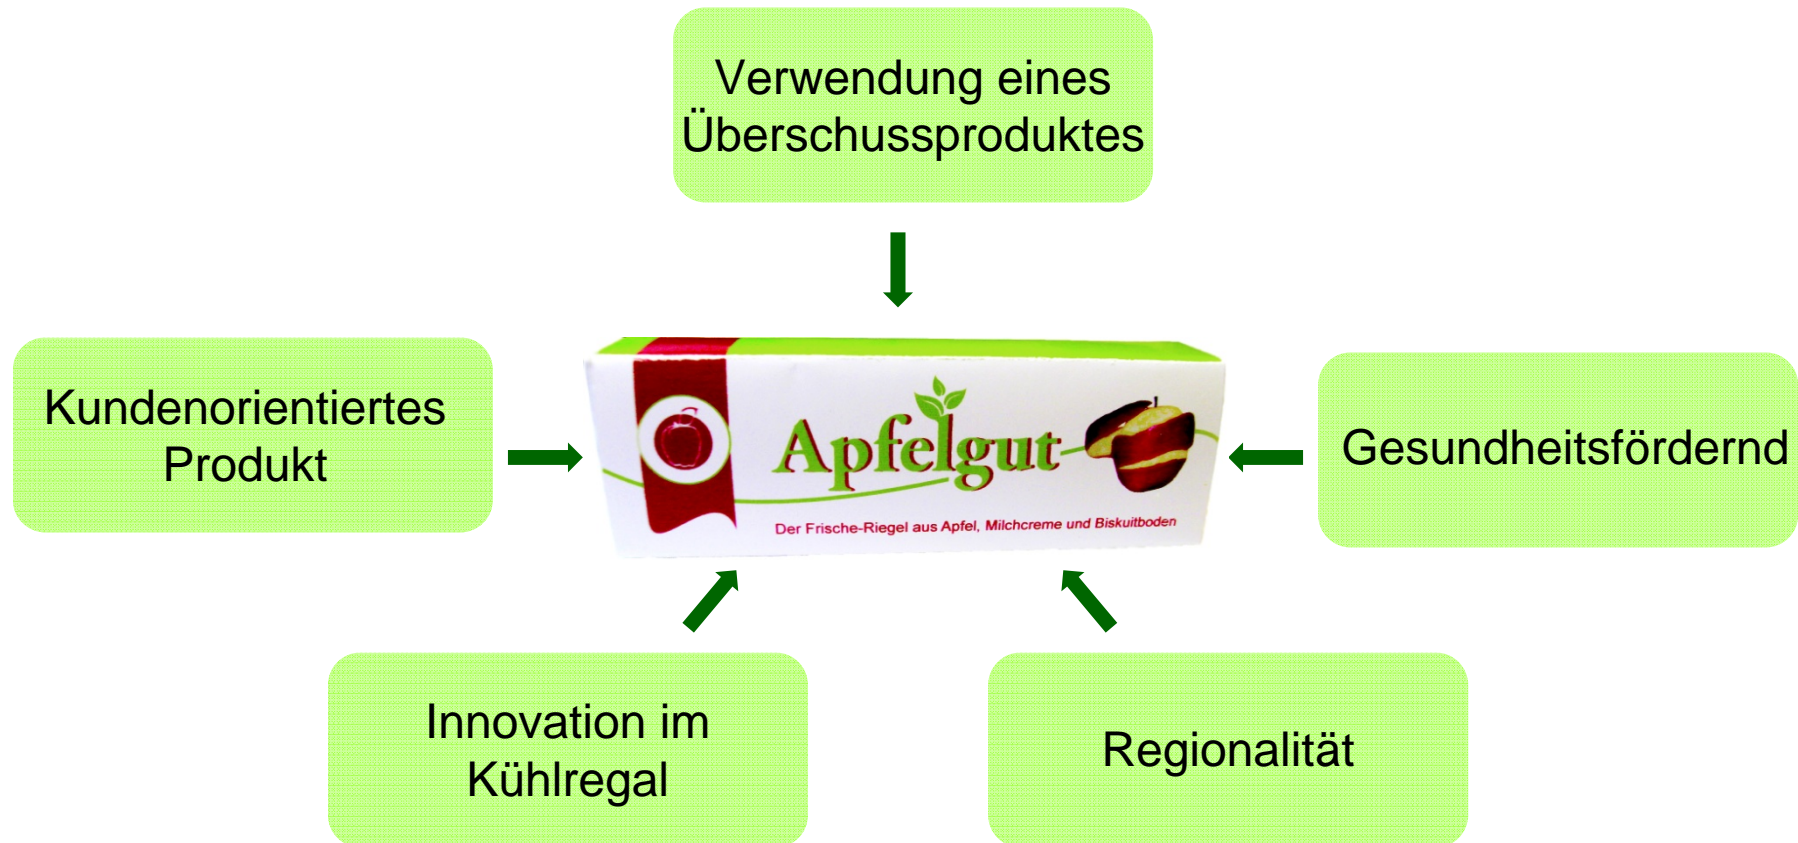 Verwendung eines
Überschussproduktes
Kundenorientiertes
Produkt
Apfelgut
Der Frische-Riegel aus Apfel, Milchcreme und Biskuitboden
Gesundheitsfördernd
Innovation im
Kühlregal
Regionalität